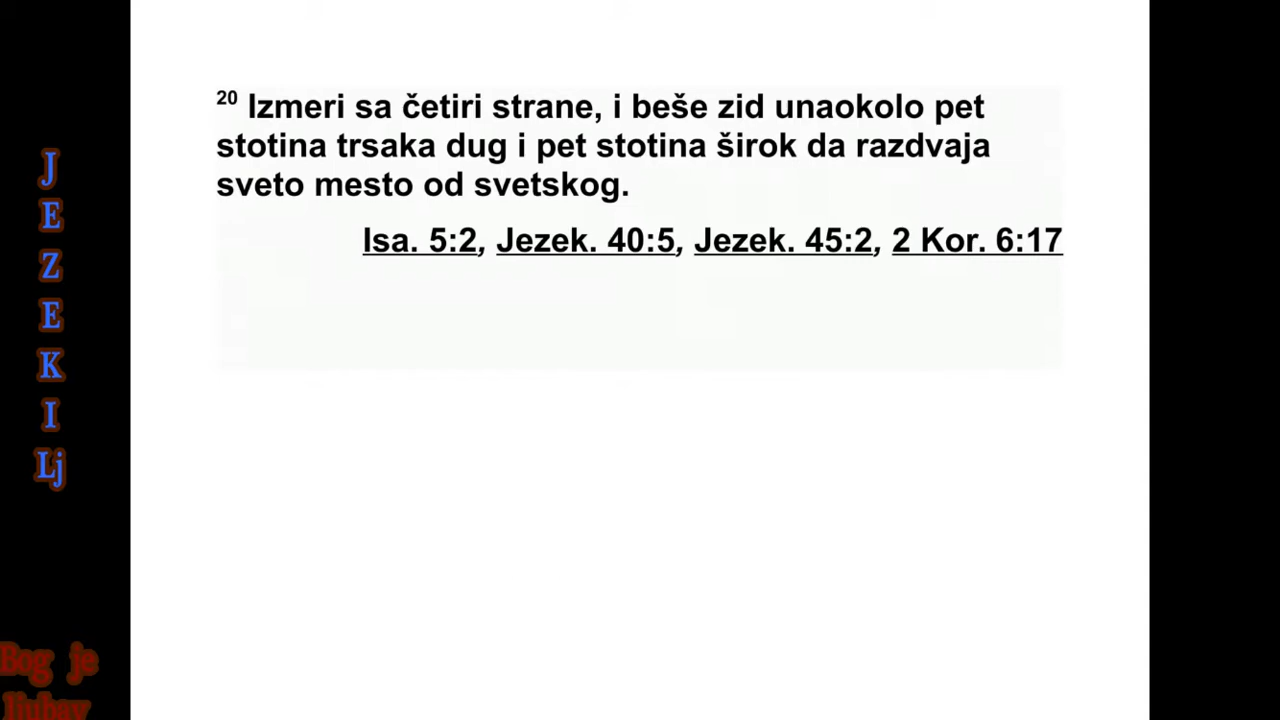 20 Izmeri sa četiri strane, i beše zid unaokolo pet
stotina trsaka dug i pet stotina širok da razdvaja
sveto mesto od svetskog.
Isa. 5:2, Jezek. 40:5, Jezek. 45:2, 2 Kor. 6:17
J
E
Z
E
K
I
Lj
Bog je
ljubav